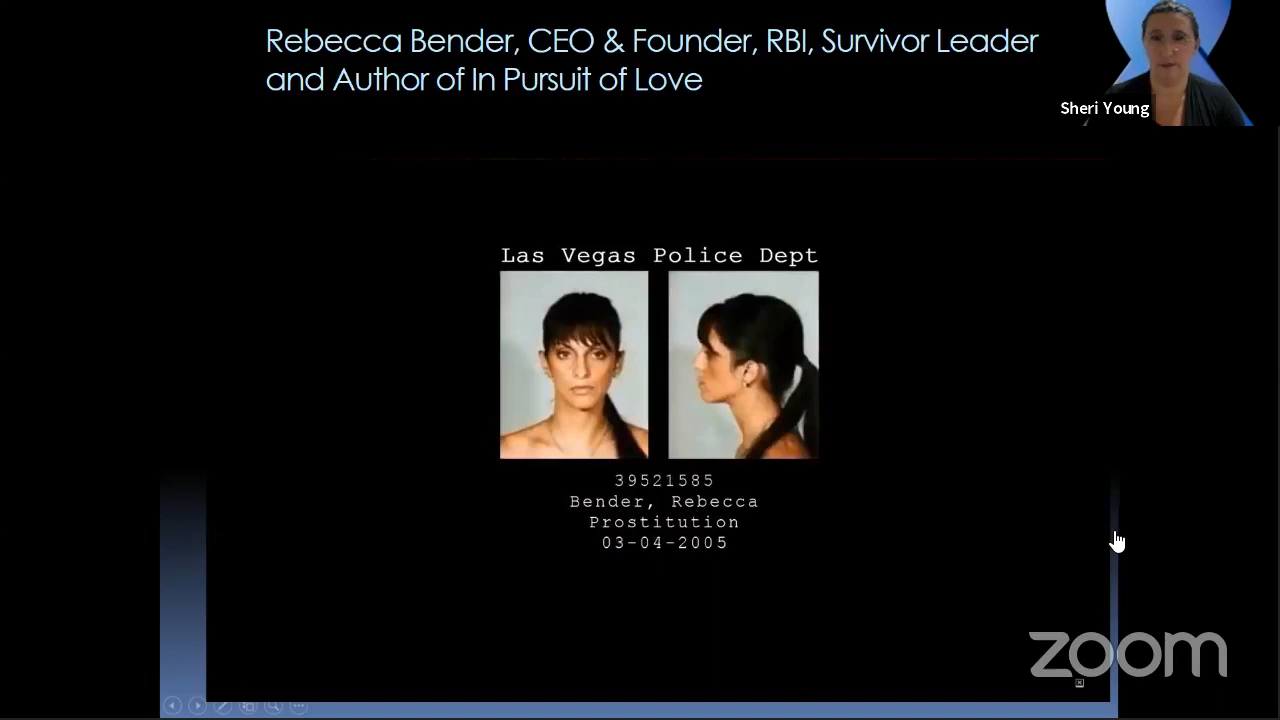 Rebecca Bender, CEO & Founder, RBI, Survivor Leader
and Author of In Pursuit of Love
Sheri Young
Las Vegas Police Dept
39521585
Bender, Rebecca
Prostitution
03-04-2005
zoom